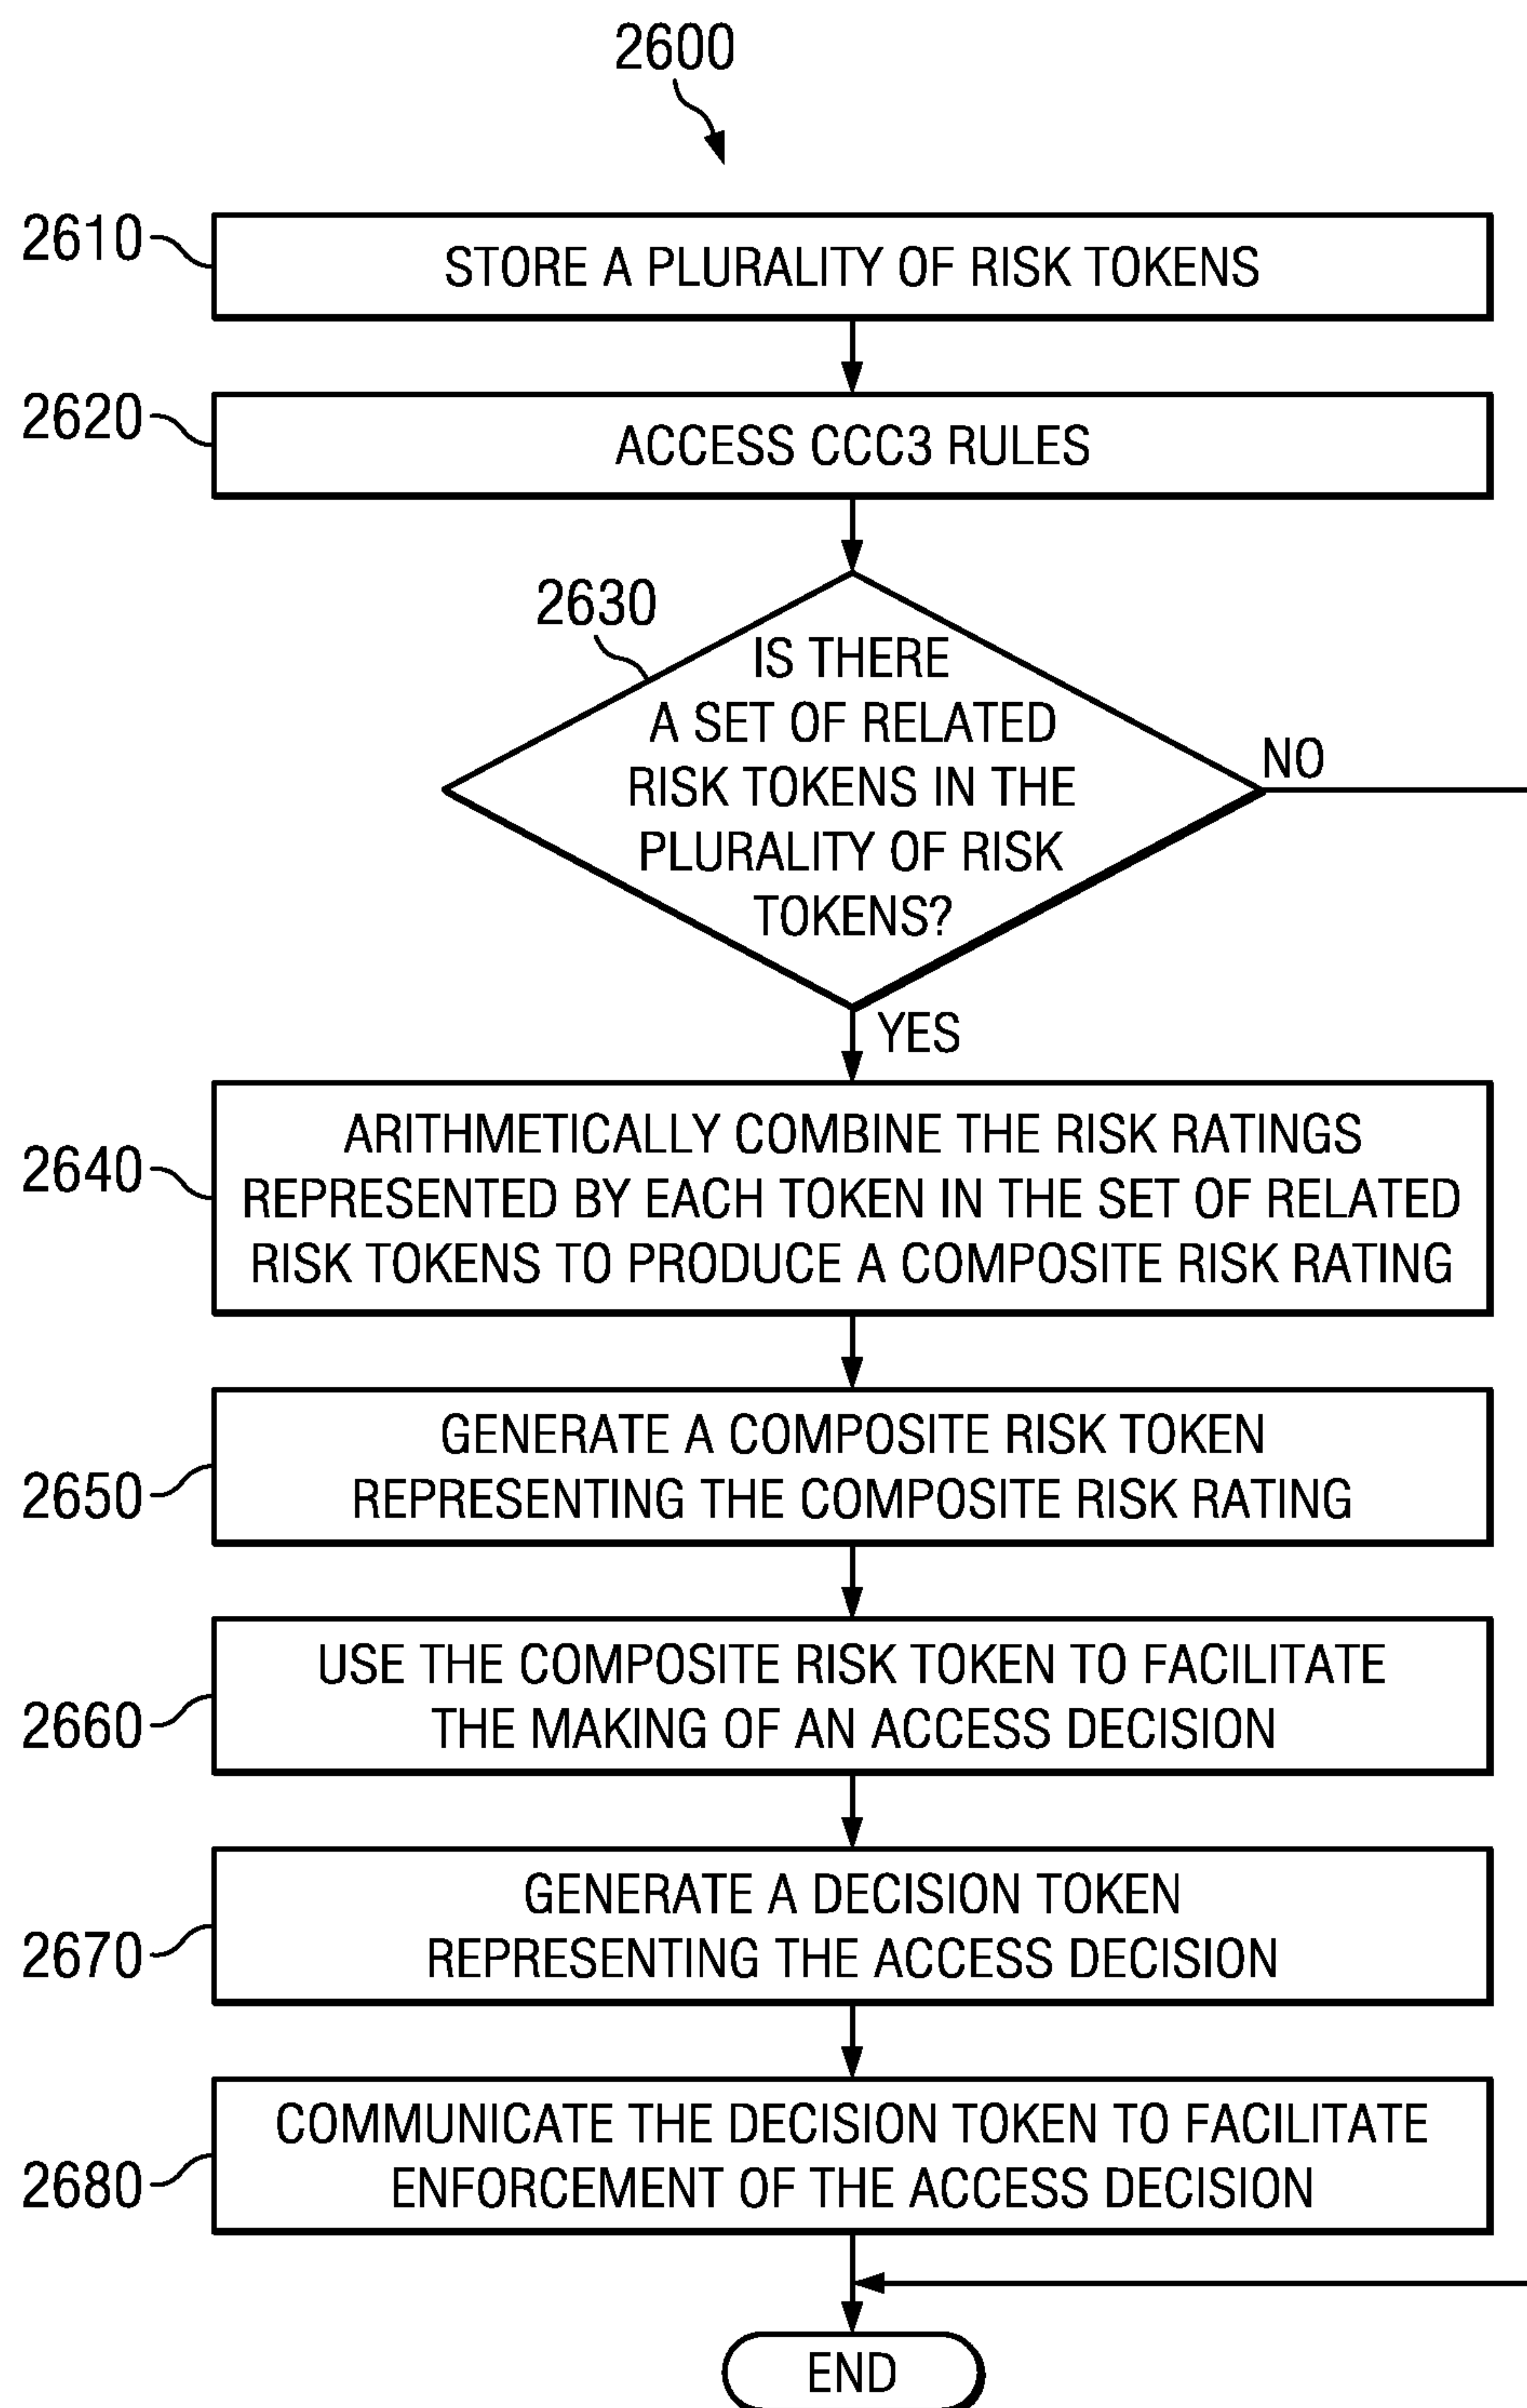 2600
2610
STORE A PLURALITY OF RISK TOKENS
2620
ACCESS CCC3 RULES
2630
IS THERE
A SET OF RELATED
RISK TOKENS IN THE
PLURALITY OF RISK
TOKENS?
NO
YES
2640
ARITHMETICALLY COMBINE THE RISK RATINGS
REPRESENTED BY EACH TOKEN IN THE SET OF RELATED
RISK TOKENS TO PRODUCE A COMPOSITE RISK RATING
2650
GENERATE A COMPOSITE RISK TOKEN
REPRESENTING THE COMPOSITE RISK RATING
2660
USE THE COMPOSITE RISK TOKEN TO FACILITATE
THE MAKING OF AN ACCESS DECISION
2670
GENERATE A DECISION TOKEN
REPRESENTING THE ACCESS DECISION
2680
COMMUNICATE THE DECISION TOKEN TO FACILITATE
ENFORCEMENT OF THE ACCESS DECISION
END